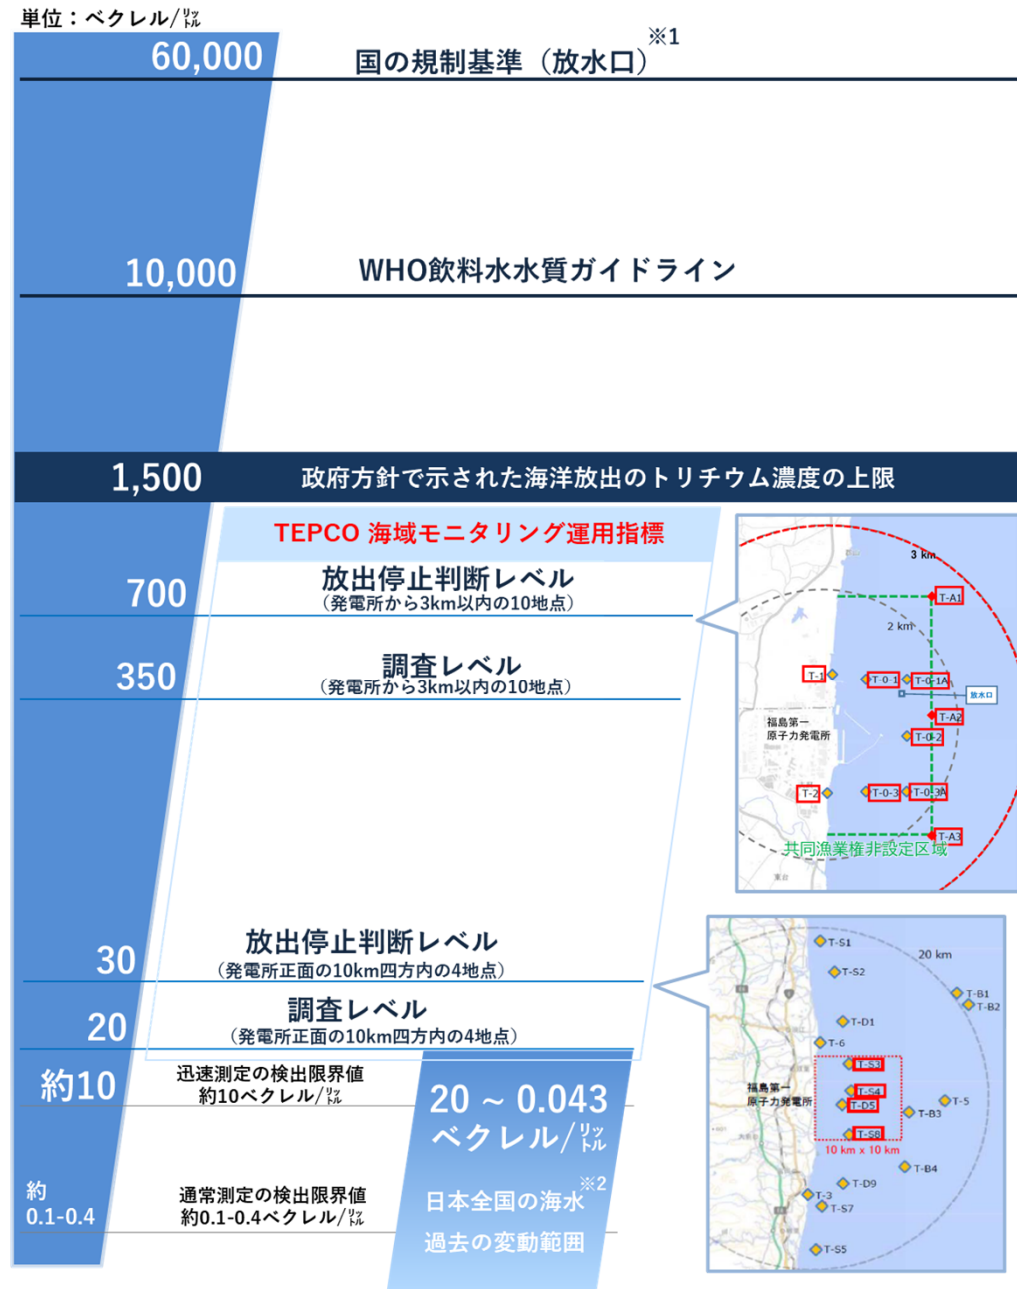 単位：ベクレル/㍑
60,000
国の規制基準（放水口）※1
10,000
WHO飲料水水質ガイドライン
1,500
政府方針で示された海洋放出のトリチウム濃度の上限
TEPCO 海域モニタリング運用指標
700
放出停止判断レベル
（発電所から3km以内の10地点）
350
調査レベル
（発電所から3km以内の10地点）
3 km
T-A1
2 km
T-1
T-0-1
T-0-1A
放水口
T-A2
福島第一
原子力発電所
T-0-2
T-2
T-0-3
T-0-3A
T-A3
共同漁業権非設定区域
30
放出停止判断レベル
（発電所正面の10km四方内の4地点）
20
調査レベル
（発電所正面の10km四方内の4地点）
約10
迅速測定の検出限界値
約10ベクレル/㍑
20 ~ 0.043
ベクレル/㍑
約
0.1-0.4
通常測定の検出限界値
約0.1-0.4ベクレル/㍑
日本全国の海水※2
過去の変動範囲
T-S1
20 km
T-S2
T-B1
T-B2
T-D1
T-6
T-S3
福島第一
原子力発電所
T-S4
T-D5
T-5
T-B3
T-S8
10 km x 10 km
T-B4
T-D9
T-3
T-S7
T-S5